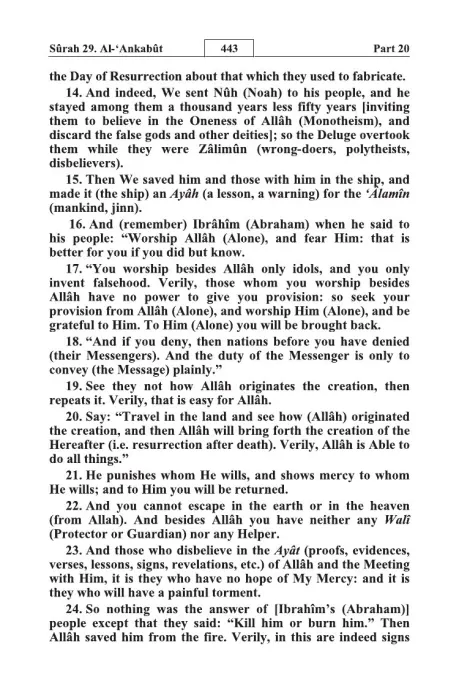 Sûrah 29. Al-‘Ankabût 443 Part 20
the Day of Resurrection about that which they used to fabricate.
14. And indeed, We sent Nûh (Noah) to his people, and he
stayed among them a thousand years less fifty years [inviting
them to believe in the Oneness of Allâh (Monotheism), and
discard the false gods and other deities]; so the Deluge overtook
them while they were Zâlimûn (wrong-doers, polytheists,
disbelievers).
15. Then We saved him and those with him in the ship, and
made it (the ship) an Ayâh (a lesson, a warning) for the ‘Âlamîn
(mankind, jinn).
16. And (remember) Ibrâhîm (Abraham) when he said to
his people: “Worship Allâh (Alone), and fear Him: that is
better for you if you did but know.
17. “You worship besides Allâh only idols, and you only
invent falsehood. Verily, those whom you worship besides
Allâh have no power to give you provision: so seek your
provision from Allâh (Alone), and worship Him (Alone), and be
grateful to Him. To Him (Alone) you will be brought back.
18. “And if you deny, then nations before you have denied
(their Messengers). And the duty of the Messenger is only to
convey (the Message) plainly.”
19. See they not how Allâh originates the creation, then
repeats it. Verily, that is easy for Allâh.
20. Say: “Travel in the land and see how (Allâh) originated
the creation, and then Allâh will bring forth the creation of the
Hereafter (i.e. resurrection after death). Verily, Allâh is Able to
do all things.”
21. He punishes whom He wills, and shows mercy to whom
He wills; and to Him you will be returned.
22. And you cannot escape in the earth or in the heaven
(from Allah). And besides Allâh you have neither any Walî
(Protector or Guardian) nor any Helper.
23. And those who disbelieve in the Ayât (proofs, evidences,
verses, lessons, signs, revelations, etc.) of Allâh and the Meeting
with Him, it is they who have no hope of My Mercy: and it is
they who will have a painful torment.
24. So nothing was the answer of [Ibrahîm’s (Abraham)]
people except that they said: “Kill him or burn him.” Then
Allâh saved him from the fire. Verily, in this are indeed signs